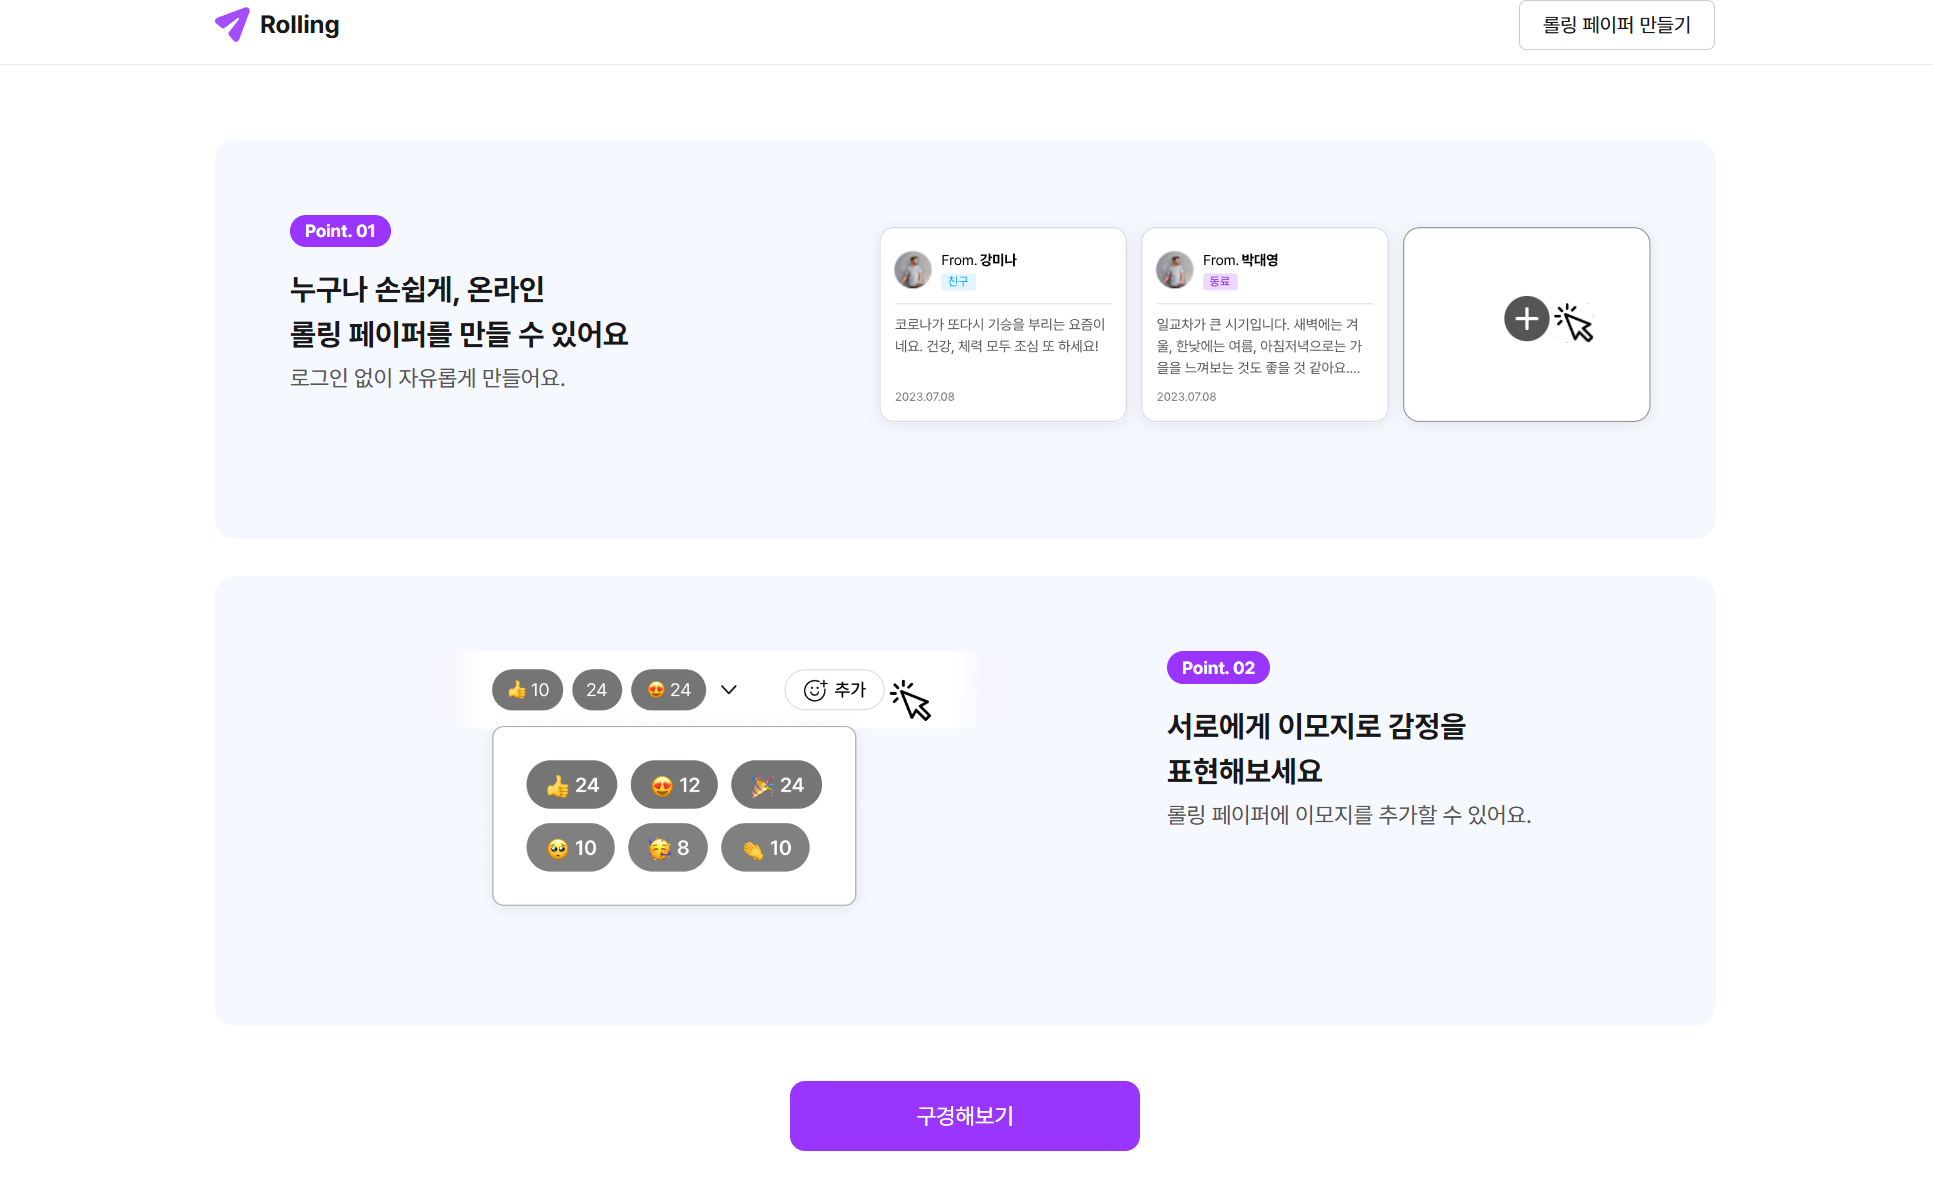 Rolling
롤링 페이퍼 만들기
Point. 01
누구나 손쉽게, 온라인
롤링 페이퍼를 만들 수 있어요
로그인 없이 자유롭게 만들어요.
From. 강미나
친구
코로나가 또다시 기승을 부리는 요즘이
네요. 건강, 체력 모두 조심 또 하세요!
2023.07.08
From. 박대영
동료
일교차가 큰 시기입니다. 새벽에는 겨
울, 한낮에는 여름, 아침저녁으로는 가
을을 느껴보는 것도 좋을 것 같아요....
2023.07.08
👍 10
24
😍 24
추가
👍 24
😍 12
🎉 24
🥺 10
🥳 8
👏 10
Point. 02
서로에게 이모지로 감정을
표현해보세요
롤링 페이퍼에 이모지를 추가할 수 있어요.
구경해보기